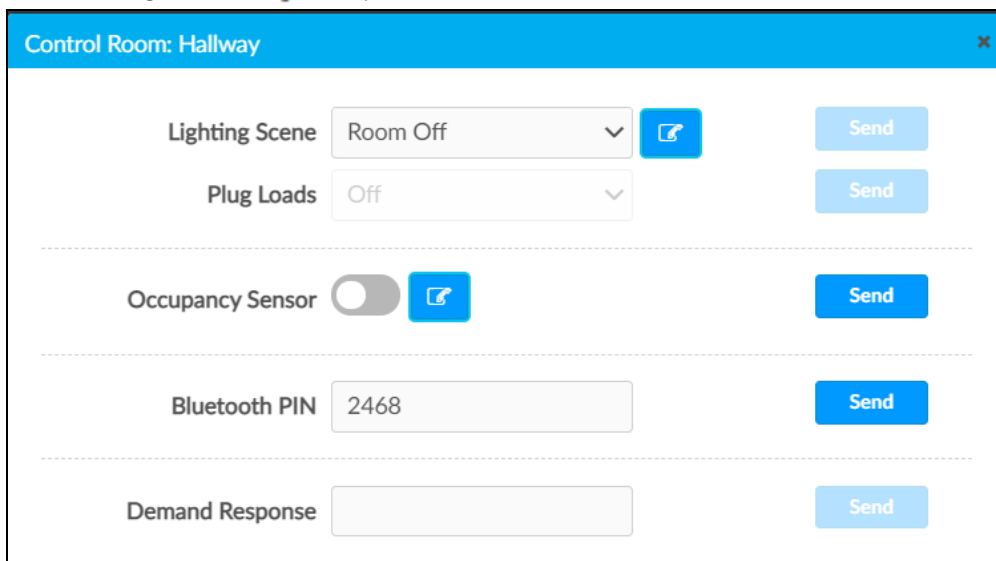 Control Room: Hallway ×
Lighting Scene Room Off Send
Plug Loads Off Send
Occupancy Sensor Send
Bluetooth PIN 2468 Send
Demand Response Send